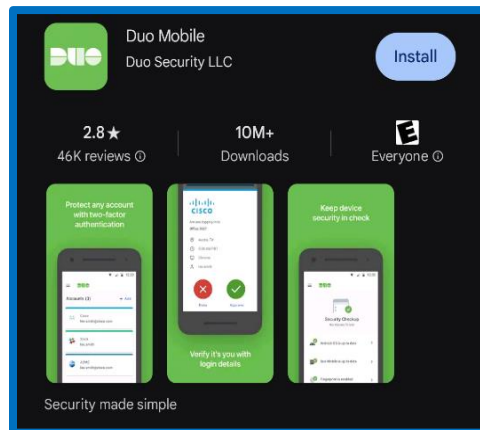 DUO
Duo Mobile
Duo Security LLC
Install
2.8★
46K reviews
10M+
Downloads
E
Everyone
Protect any account
with two-factor
authentication
DUO
Accounts (3)
CISCO
Verify it's you with
login details
Keep device
security in check
DUO
Security Checkup
Security made simple